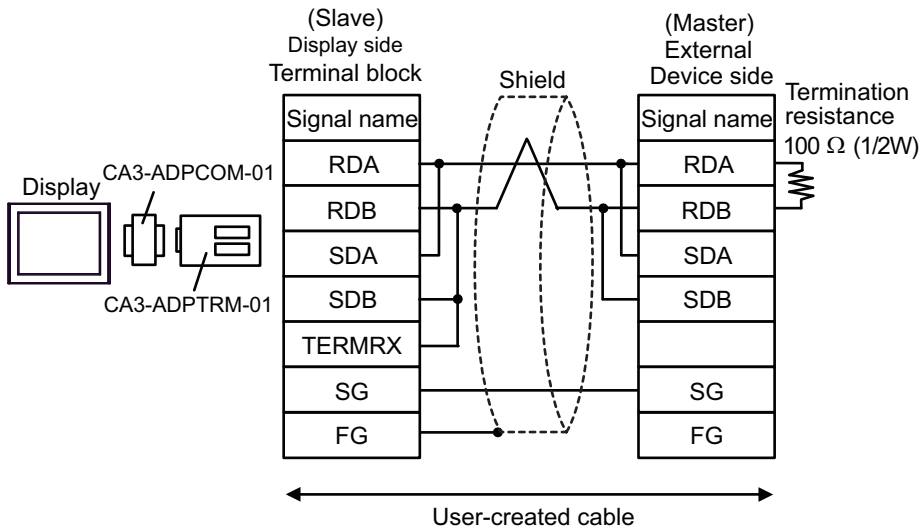 (Slave)
Display side
Terminal block
(Master)
External
Device side
Shield
Termination
resistance
100 Ω (1/2W)
Display
CA3-ADPCOM-01
CA3-ADPTRM-01
Signal name
RDA
RDB
SDA
SDB
TERMRX
SG
FG
Signal name
RDA
RDB
SDA
SDB
SG
FG
User-created cable